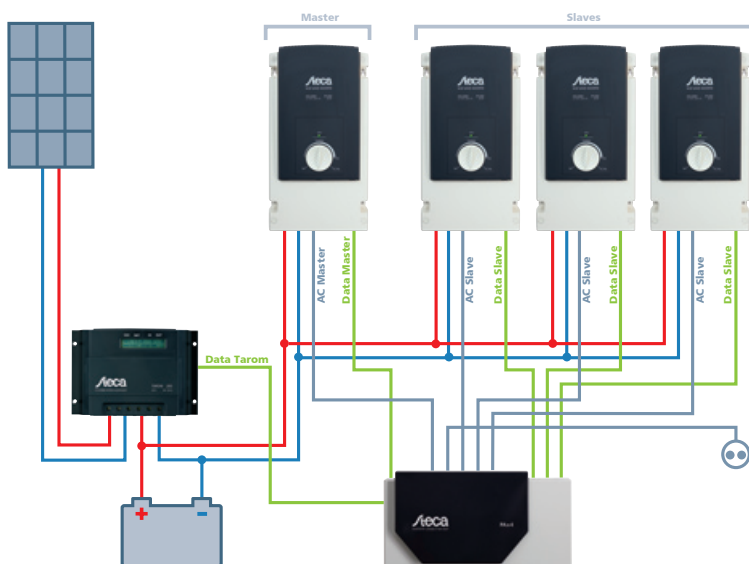 Master
Slaves
Steca
Steca
Steca
Steca
AC Master
Data Master
AC Slave
Data Slave
AC Slave
Data Slave
AC Slave
Data Slave
Data Tarom
Steca
+
-
Steca